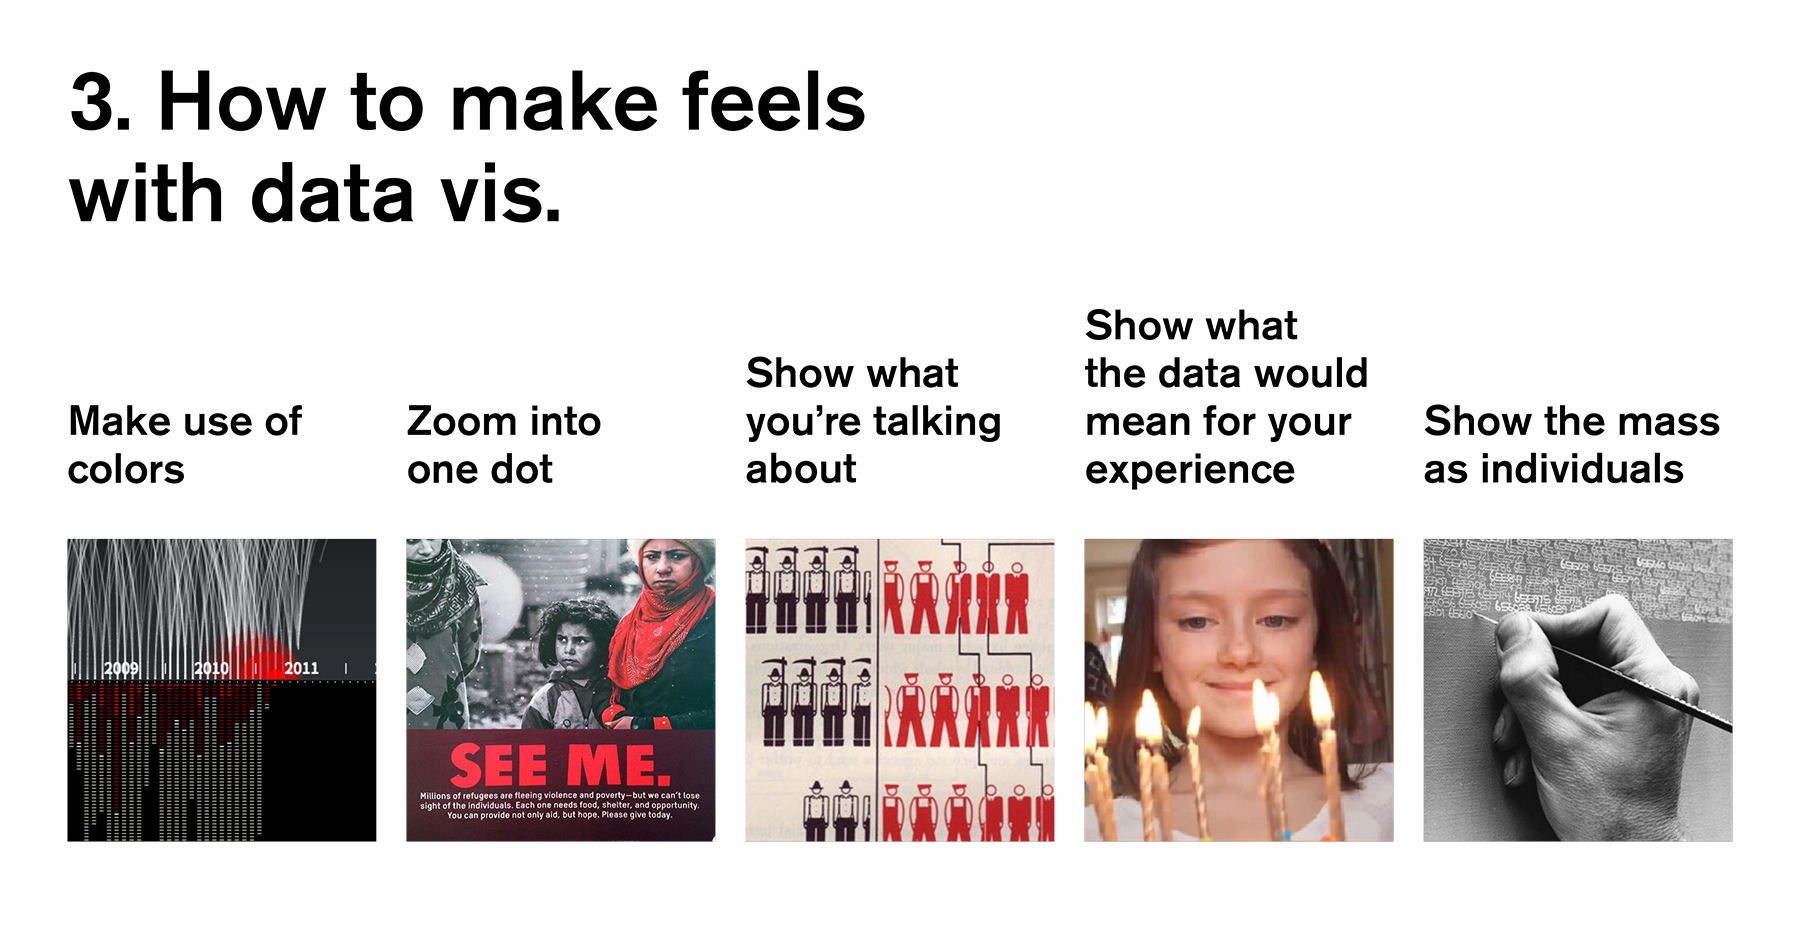 3. How to make feels
with data vis.
Make use of
colors
Zoom into
one dot
Show what
you’re talking
about
Show what
the data would
mean for your
experience
Show the mass
as individuals
2009
2010
2011
SEE ME.
Millions of refugees are fleeing violence and poverty—but we can't lose
sight of the individuals. Each one needs food, shelter, and opportunity.
You can provide not only aid, but hope. Please give today.